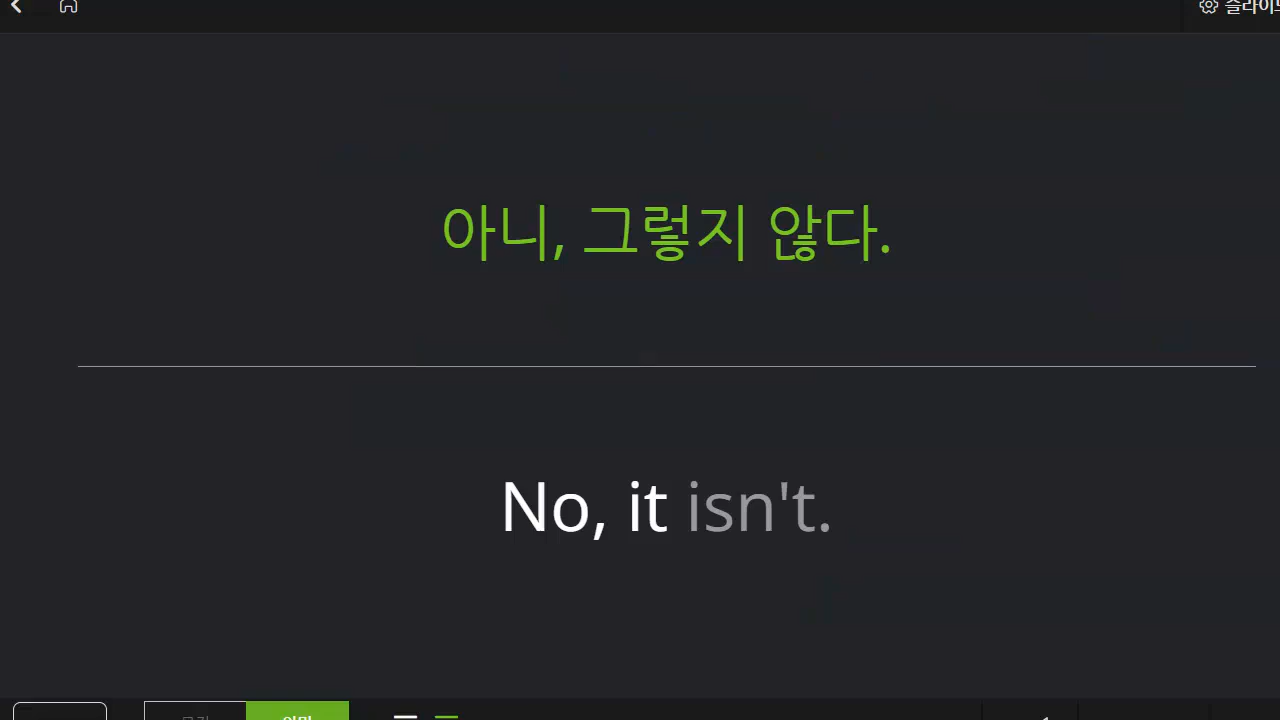 아니, 그렇지 않다.
No, it isn't.